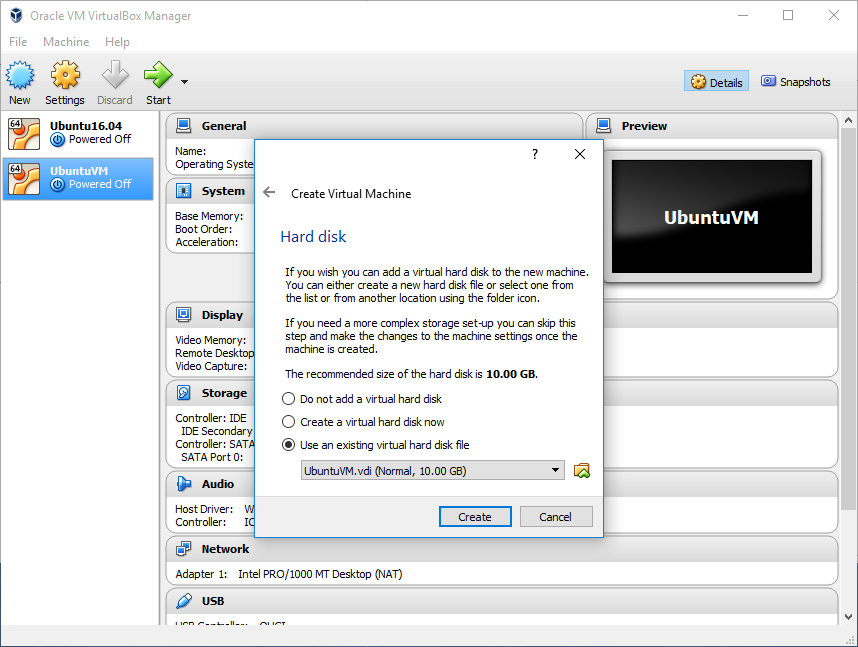 Oracle VM VirtualBox Manager
File Machine Help
New Settings Discard Start
Details Snapshots
64 Ubuntu16.04
Powered Off
64 UbuntuVM
Powered Off
General
Name:
Operating Syste
System
Base Memory:
Boot Order:
Acceleration:
Display
Video Memory:
Remote Desktop
Video Capture:
Storage
Controller: IDE
IDE Secondary
Controller: SATA
SATA Port 0:
Audio
Host Driver: W
Controller: IC
Network
Adapter 1: Intel PRO/1000 MT Desktop (NAT)
USB
USB Controller: OHCI
Preview
UbuntuVM
?
Create Virtual Machine
Hard disk
If you wish you can add a virtual hard disk to the new machine.
You can either create a new hard disk file or select one from
the list or from another location using the folder icon.
If you need a more complex storage set-up you can skip this
step and make the changes to the machine settings once the
machine is created.
The recommended size of the hard disk is 10.00 GB.
Do not add a virtual hard disk
Create a virtual hard disk now
Use an existing virtual hard disk file
UbuntuVM.vdi (Normal, 10.00 GB)
Create Cancel